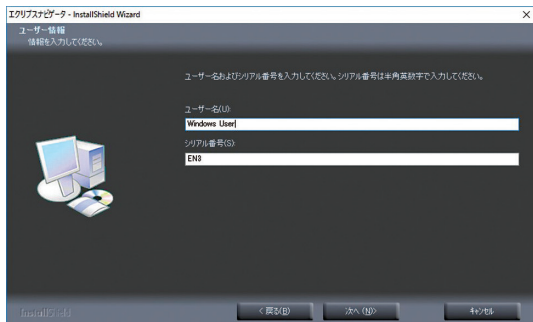 エクリプスナビゲータ - InstallShield Wizard
ユーザー情報
情報を入力してください。
ユーザー名およびシリアル番号を入力してください。シリアル番号は半角英数字で入力してください。
ユーザー名(U):
Windows User
シリアル番号(S):
EN3
InstallShield
< 戻る(B)
次へ (N)>
キャンセル